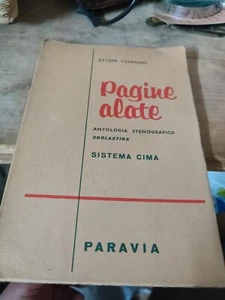 ETTORE CESARANO
Pagine
alate
ANTOLOGIA STENOGRAFICA
SCOLASTICA
SISTEMA CIMA
PARAVIA